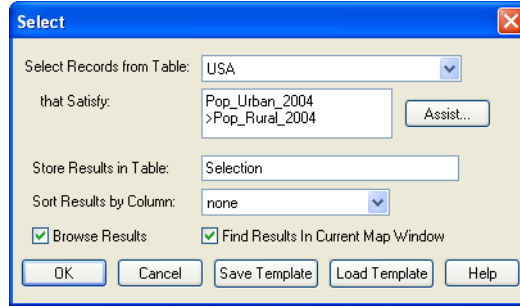 Select
Select Records from Table: USA
that Satisfy: Pop_Urban_2004
>Pop_Rural_2004
Assist...
Store Results in Table: Selection
Sort Results by Column: none
Browse Results Find Results In Current Map Window
OK Cancel Save Template Load Template Help